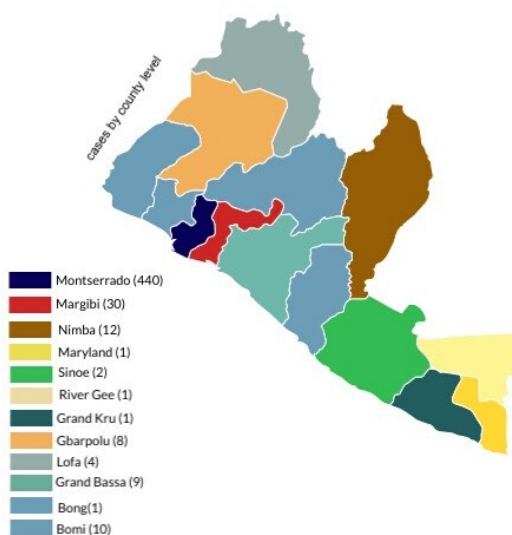 cases by county level
Montserrado (440)
Margibi (30)
Nimba (12)
Maryland (1)
Sinoe (2)
River Gee (1)
Grand Kru (1)
Gbarpolu (8)
Lofa (4)
Grand Bassa (9)
Bong(1)
Bomi (10)